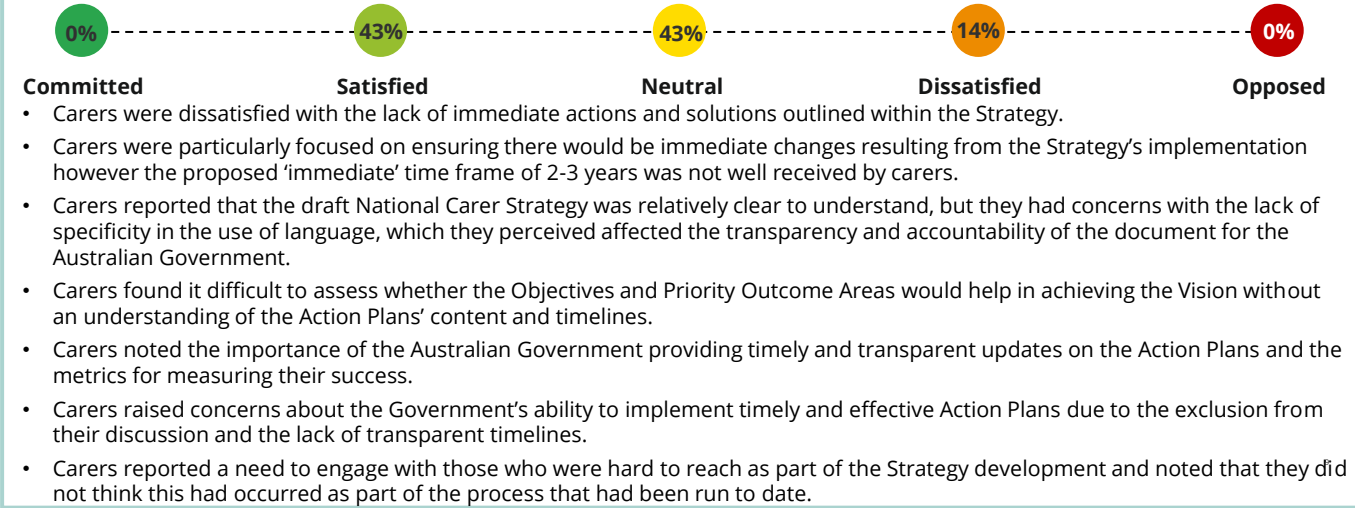 0% 43% 43% 14% 0%
Committed Satisfied Neutral Dissatisfied Opposed
• Carers were dissatisfied with the lack of immediate actions and solutions outlined within the Strategy.
• Carers were particularly focused on ensuring there would be immediate changes resulting from the Strategy’s implementation
however the proposed ‘immediate’ time frame of 2-3 years was not well received by carers.
• Carers reported that the draft National Carer Strategy was relatively clear to understand, but they had concerns with the lack of
specificity in the use of language, which they perceived affected the transparency and accountability of the document for the
Australian Government.
• Carers found it difficult to assess whether the Objectives and Priority Outcome Areas would help in achieving the Vision without
an understanding of the Action Plans’ content and timelines.
• Carers noted the importance of the Australian Government providing timely and transparent updates on the Action Plans and the
metrics for measuring their success.
• Carers raised concerns about the Government’s ability to implement timely and effective Action Plans due to the exclusion from
their discussion and the lack of transparent timelines.
• Carers reported a need to engage with those who were hard to reach as part of the Strategy development and noted that they did
not think this had occurred as part of the process that had been run to date.